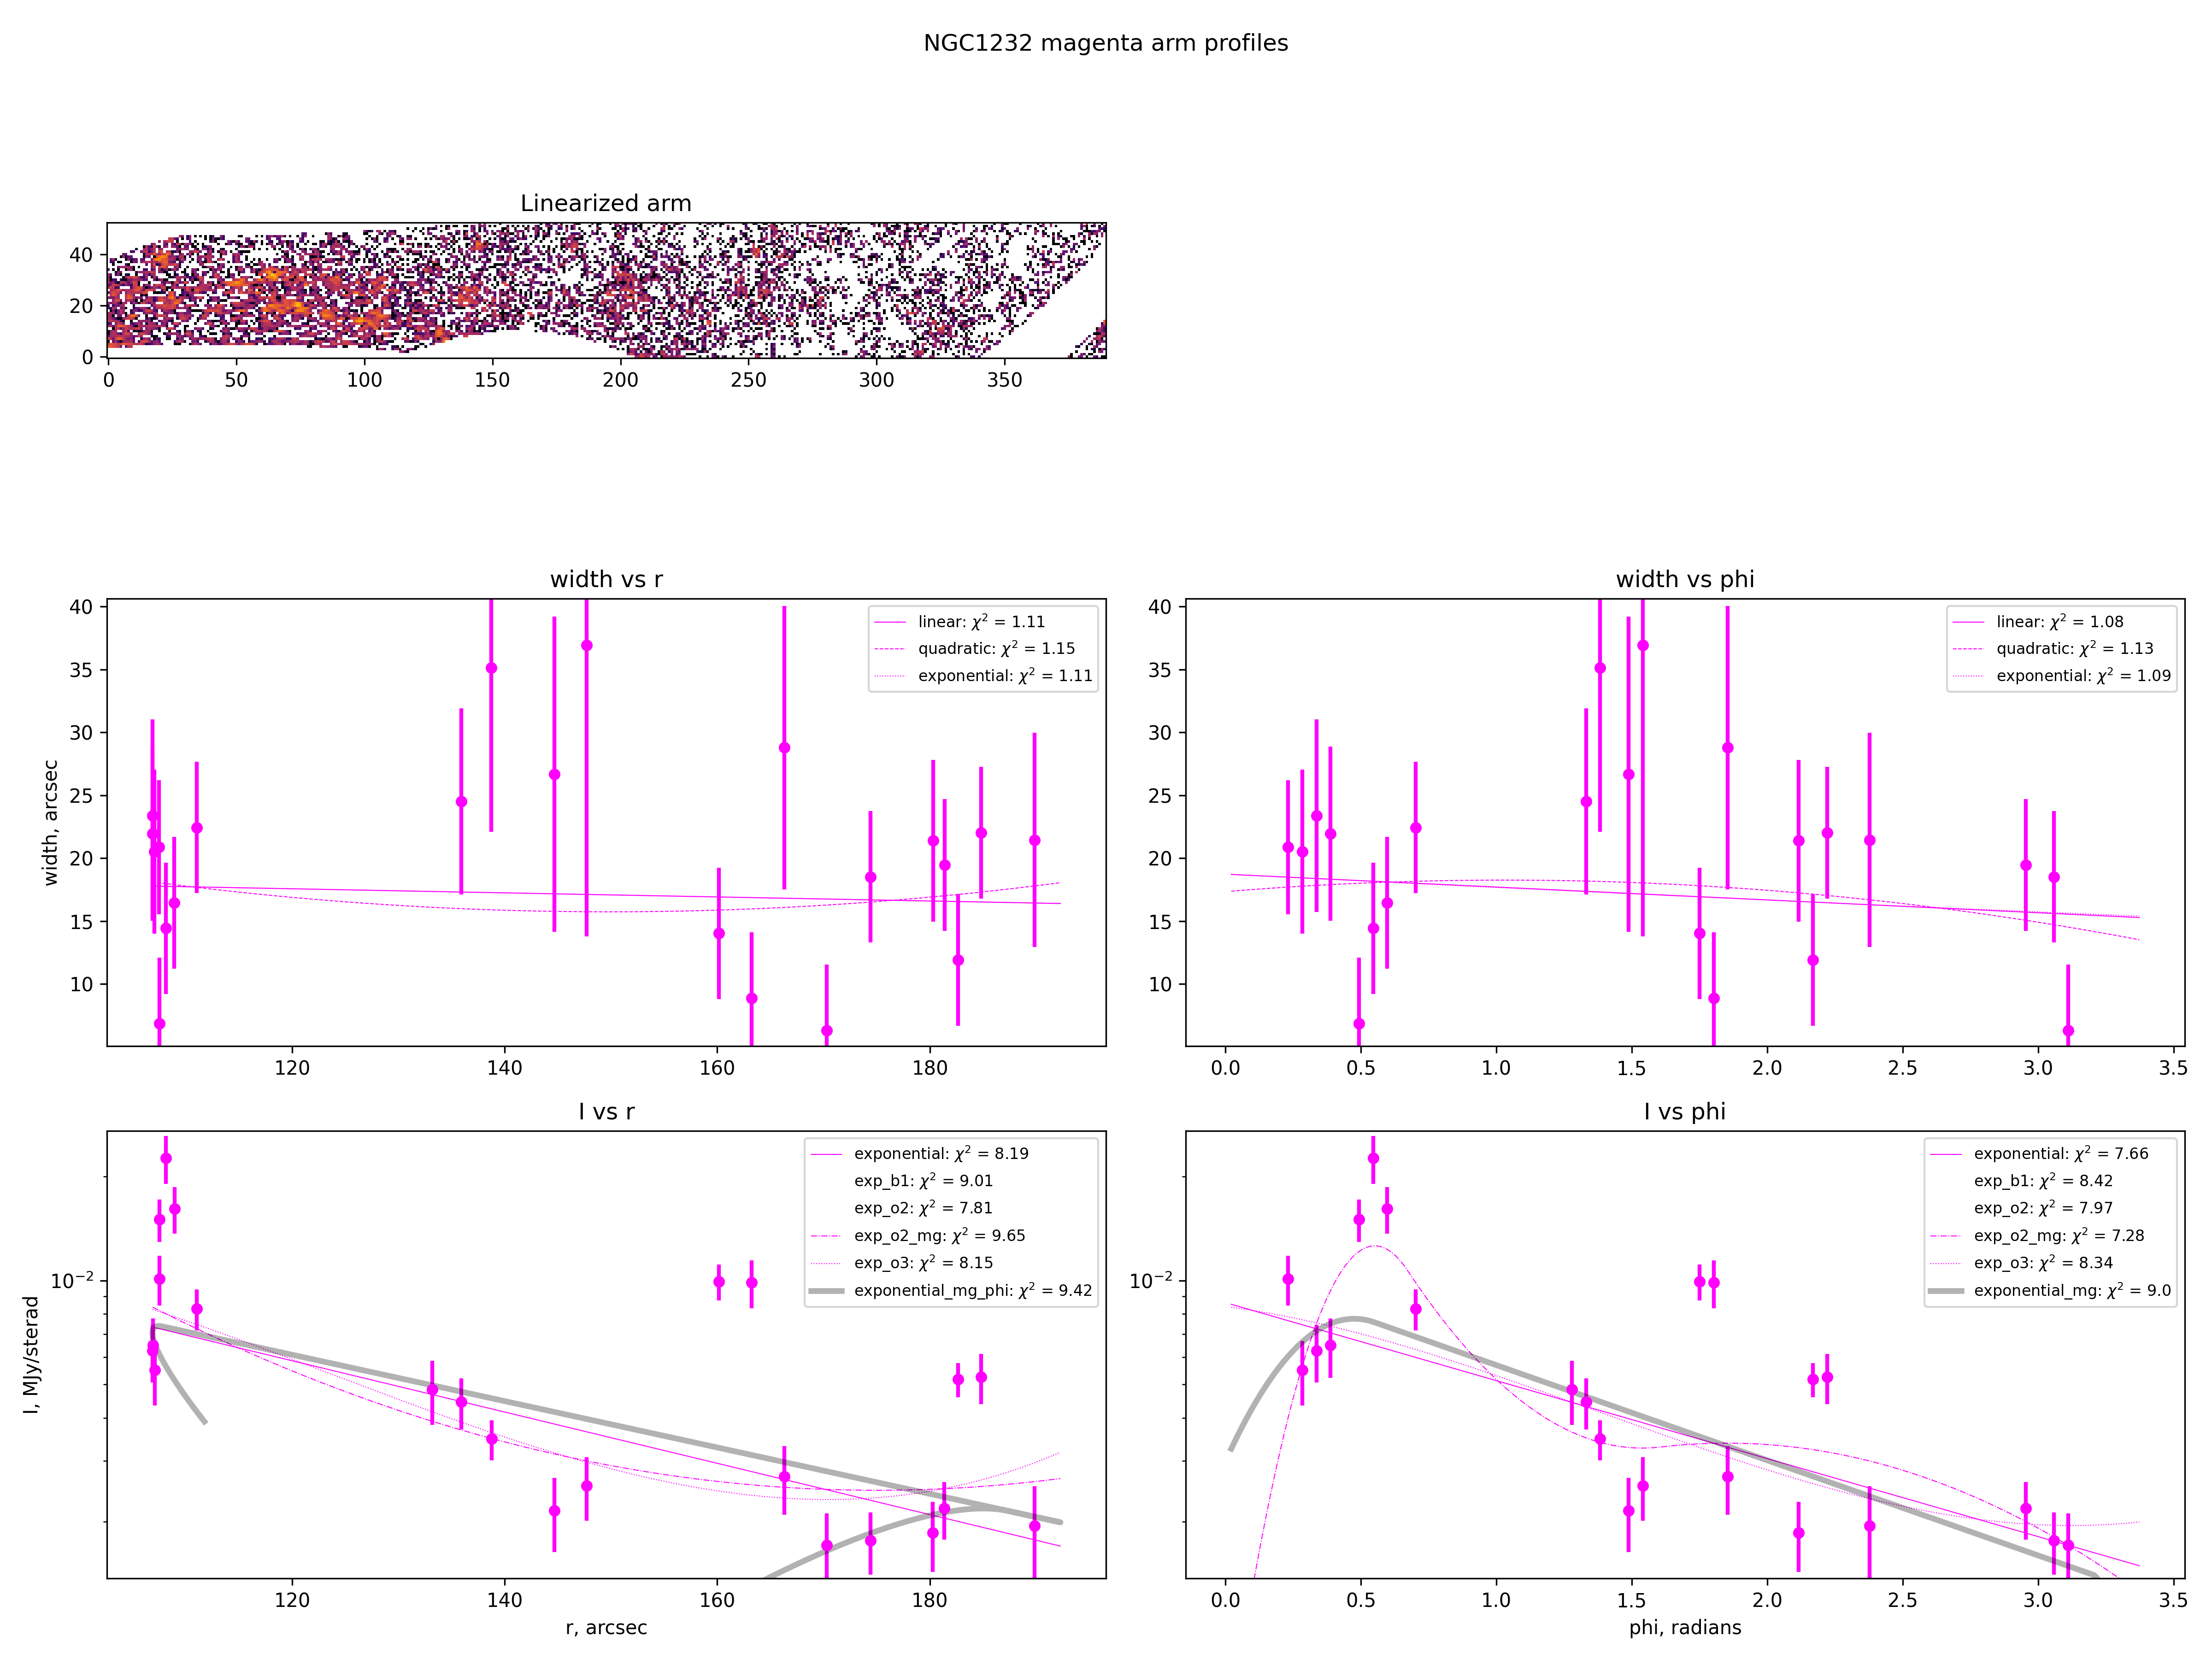 NGC1232 magenta arm profiles
Linearized arm
40
20
0
0 50 100 150 200 250 300 350
width vs r
width, arcsec
40
35
30
25
20
15
10
120 140 160 180
linear: χ² = 1.11
quadratic: χ² = 1.15
exponential: χ² = 1.11
width vs phi
40
35
30
25
20
15
10
0.0 0.5 1.0 1.5 2.0 2.5 3.0 3.5
linear: χ² = 1.08
quadratic: χ² = 1.13
exponential: χ² = 1.09
I vs r
I, MJy/sterad
10⁻²
120 140 160 180
r, arcsec
exponential: χ² = 8.19
exp_b1: χ² = 9.01
exp_o2: χ² = 7.81
exp_o2_mg: χ² = 9.65
exp_o3: χ² = 8.15
exponential_mg_phi: χ² = 9.42
I vs phi
10⁻²
0.0 0.5 1.0 1.5 2.0 2.5 3.0 3.5
phi, radians
exponential: χ² = 7.66
exp_b1: χ² = 8.42
exp_o2: χ² = 7.97
exp_o2_mg: χ² = 7.28
exp_o3: χ² = 8.34
exponential_mg: χ² = 9.0